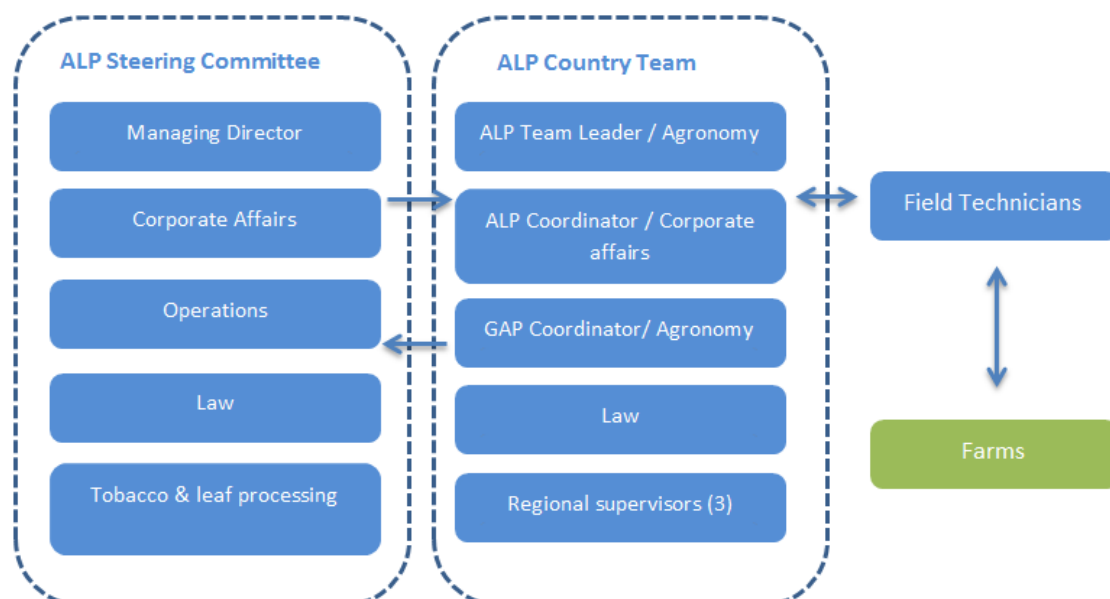 ALP Steering Committee
Managing Director
Corporate Affairs
Operations
Law
Tobacco & leaf processing
ALP Country Team
ALP Team Leader / Agronomy
ALP Coordinator / Corporate
affairs
GAP Coordinator/ Agronomy
Law
Regional supervisors (3)
Field Technicians
Farms